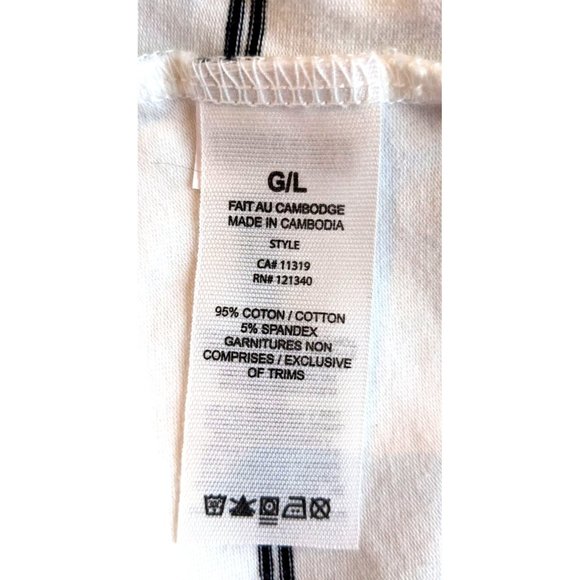 G/L
FAIT AU CAMBODGE
MADE IN CAMBODIA
STYLE
CA# 11319
RN# 121340
95% COTON / COTTON
5% SPANDEX
GARNITURES NON
COMPRISES / EXCLUSIVE
OF TRIMS